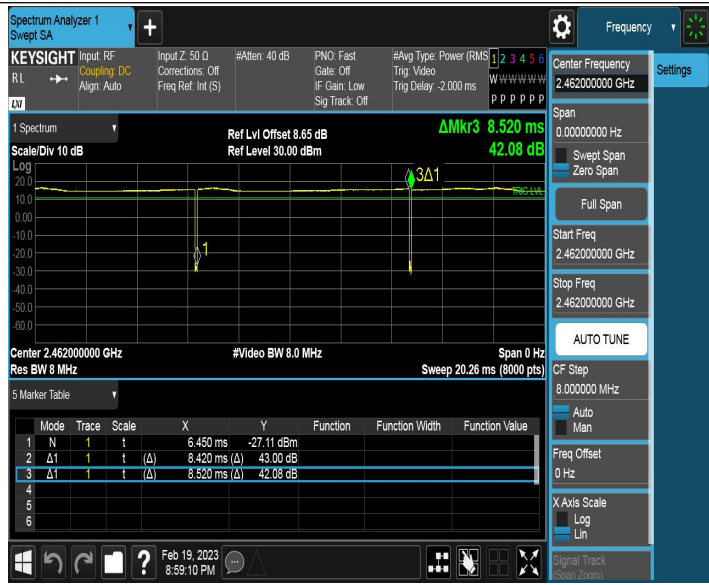 Spectrum Analyzer 1
Swept SA
+
Frequency
KEYSIGHT
RL
LXI
Input: RF
Coupling: DC
Align: Auto
Input Z: 50 Ω
Corrections: Off
Freq Ref: Int (S)
#Atten: 40 dB
PNO: Fast
Gate: Off
IF Gain: Low
Sig Track: Off
#Avg Type: Power (RMS
Trig: Video
Trig Delay: -2.000 ms
1 2 3 4 5 6
W W W W W W
P P P P P P
1 Spectrum
Scale/Div 10 dB
Ref Lvl Offset 8.65 dB
Ref Level 30.00 dBm
ΔMkr3 8.520 ms
42.08 dB
Log
20.0
10.0
0.00
-10.0
-20.0
-30.0
-40.0
-50.0
-60.0
3Δ1
TRIG LVL
1
Center 2.462000000 GHz
#Video BW 8.0 MHz
Span 0 Hz
Res BW 8 MHz
Sweep 20.26 ms (8000 pts)
5 Marker Table
Mode Trace Scale X Y Function Function Width Function Value
1 N 1 t 6.450 ms -27.11 dBm
2 Δ1 1 t (Δ) 8.420 ms (Δ) 43.00 dB
3 Δ1 1 t (Δ) 8.520 ms (Δ) 42.08 dB
4
5
6
?
Feb 19, 2023
8:59:10 PM
Center Frequency
2.462000000 GHz
Span
0.00000000 Hz
Swept Span
Zero Span
Full Span
Start Freq
2.462000000 GHz
Stop Freq
2.462000000 GHz
AUTO TUNE
CF Step
8.000000 MHz
Auto
Man
Freq Offset
0 Hz
X Axis Scale
Log
Lin
Signal Track
(Span Zoom)
Settings